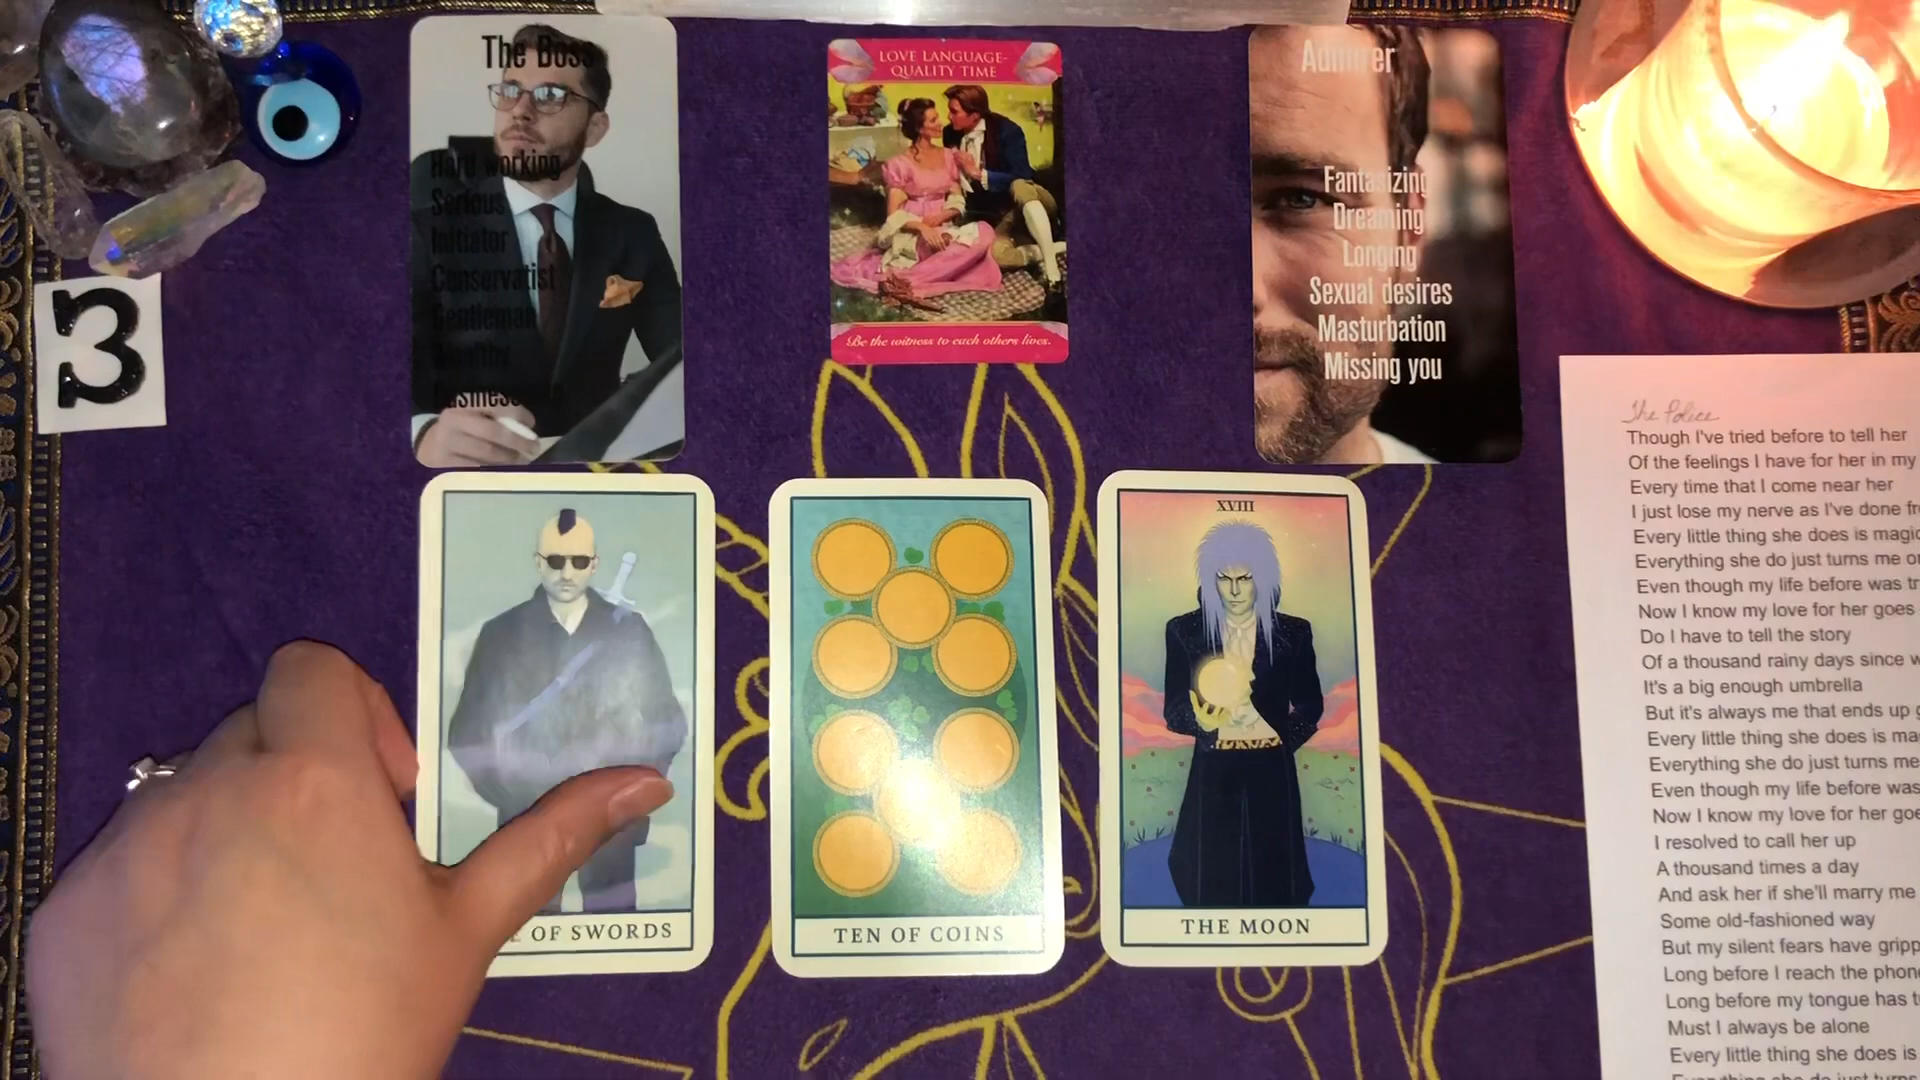 The Boss
Hard working
Serious
Initiator
Conservatist
Gentleman
Wealthy
Business
LOVE LANGUAGE-
QUALITY TIME
Be the witness to each others lives.
Admirer
Fantasizing
Dreaming
Longing
Sexual desires
Masturbation
Missing you
3
OF SWORDS
TEN OF COINS
XVIII
THE MOON
The Police
Though I've tried before to tell her
Of the feelings I have for her in my
Every time that I come near her
I just lose my nerve as I've done
Every little thing she does is magic
Everything she do just turns me
Even though my life before was
Now I know my love for her goes
Do I have to tell the story
Of a thousand rainy days since
It's a big enough umbrella
But it's always me that ends up
Every little thing she does is
Everything she do just turns me
Even though my life before was
Now I know my love for her
I resolved to call her up
A thousand times a day
And ask her if she'll marry me
Some old-fashioned way
But my silent fears have
Long before I reach the
Long before my tongue has
Must I always be alone
Every little thing she does is